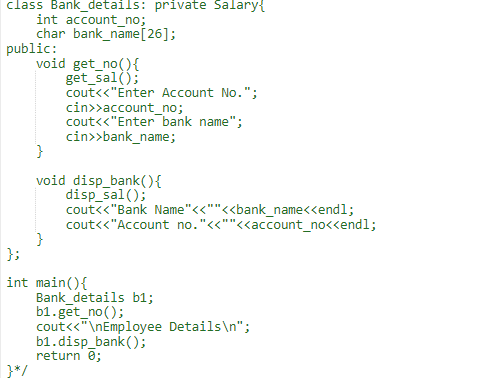 class Bank_details: private Salary{
    int account_no;
    char bank_name[26];
public:
    void get_no(){
        get_sal();
        cout<<"Enter Account No.";
        cin>>account_no;
        cout<<"Enter bank name";
        cin>>bank_name;
    }

    void disp_bank(){
        disp_sal();
        cout<<"Bank Name"<<""<<bank_name<<endl;
        cout<<"Account no."<<""<<account_no<<endl;
    }
};

int main(){
    Bank_details b1;
    b1.get_no();
    cout<<"\nEmployee Details\n";
    b1.disp_bank();
    return 0;
}*/